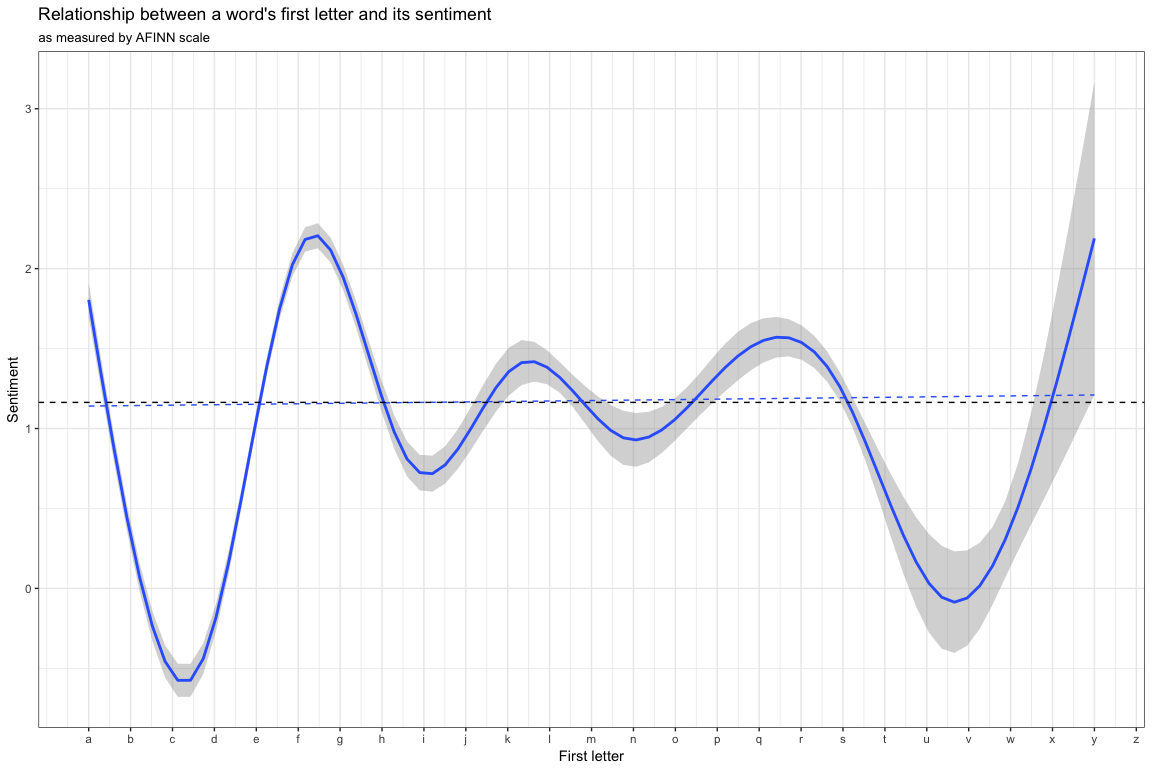 Relationship between a word's first letter and its sentiment
as measured by AFINN scale
3
2
1
0
Sentiment
a b c d e f g h i j k l m n o p q r s t u v w x y z
First letter